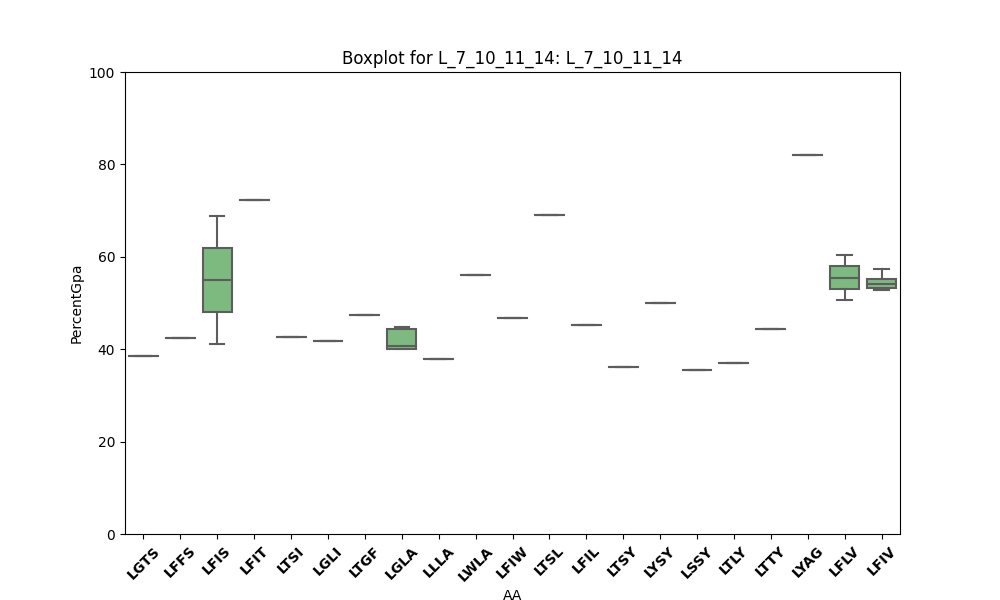 Boxplot for L_7_10_11_14: L_7_10_11_14
100
80
60
40
20
0
PercentGpa
LGTS
LFFS
LFIS
LFIT
LTSI
LGLI
LTGF
LGLA
LLLA
LWLA
LFIW
LTSL
LFIL
LTSY
LYSY
LSSY
LTLY
LTTY
LYAG
LFLV
LFIV
AA